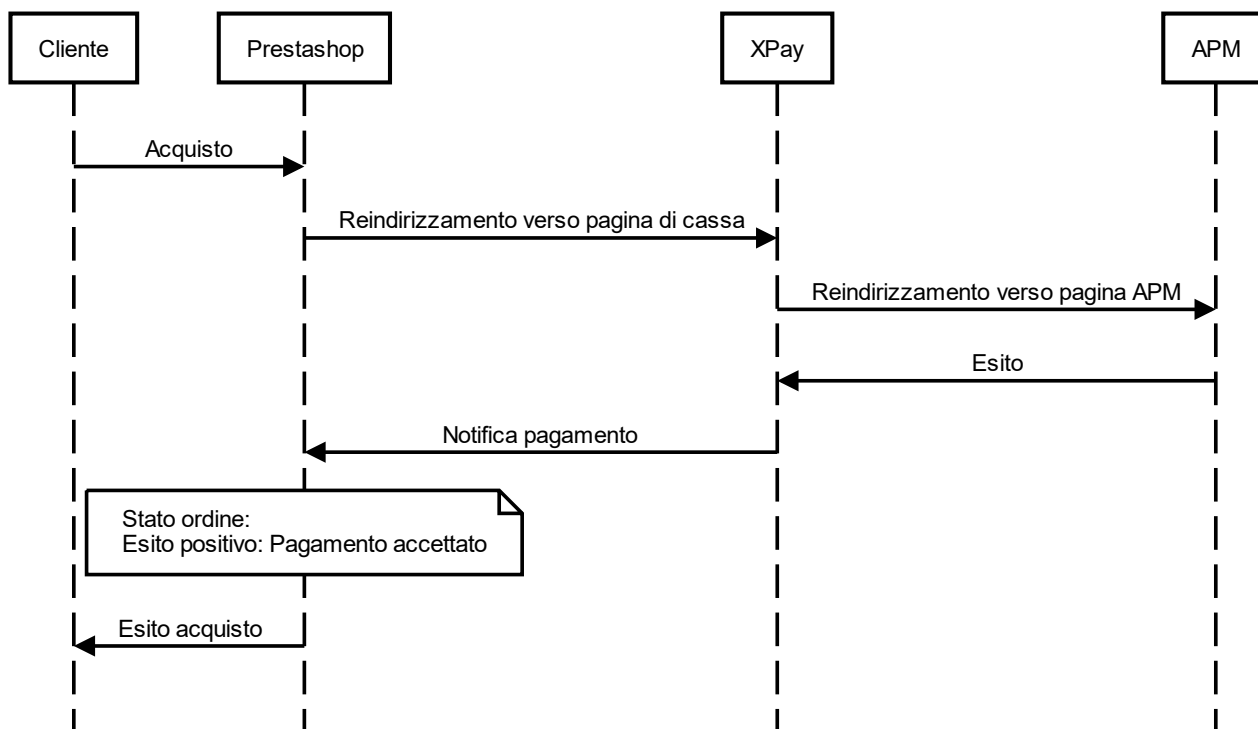 Cliente
Prestashop
XPay
APM
Acquisto
Reindirizzamento verso pagina di cassa
Reindirizzamento verso pagina APM
Esito
Notifica pagamento
Stato ordine:
Esito positivo: Pagamento accettato
Esito acquisto